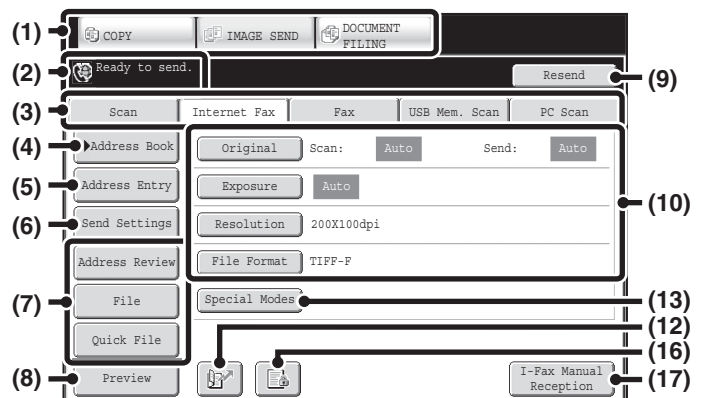 (1) COPY IMAGE SEND DOCUMENT
FILING
(2) Ready to send. Resend (9)
(3) Scan Internet Fax Fax USB Mem. Scan PC Scan
(4) Address Book Original Scan: Auto Send: Auto
(5) Address Entry Exposure Auto (10)
(6) Send Settings Resolution 200X100dpi
Address Review File Format TIFF-F
(7) File Special Modes (13)
(12)
Quick File (16)
(8) Preview I-Fax Manual
Reception (17)